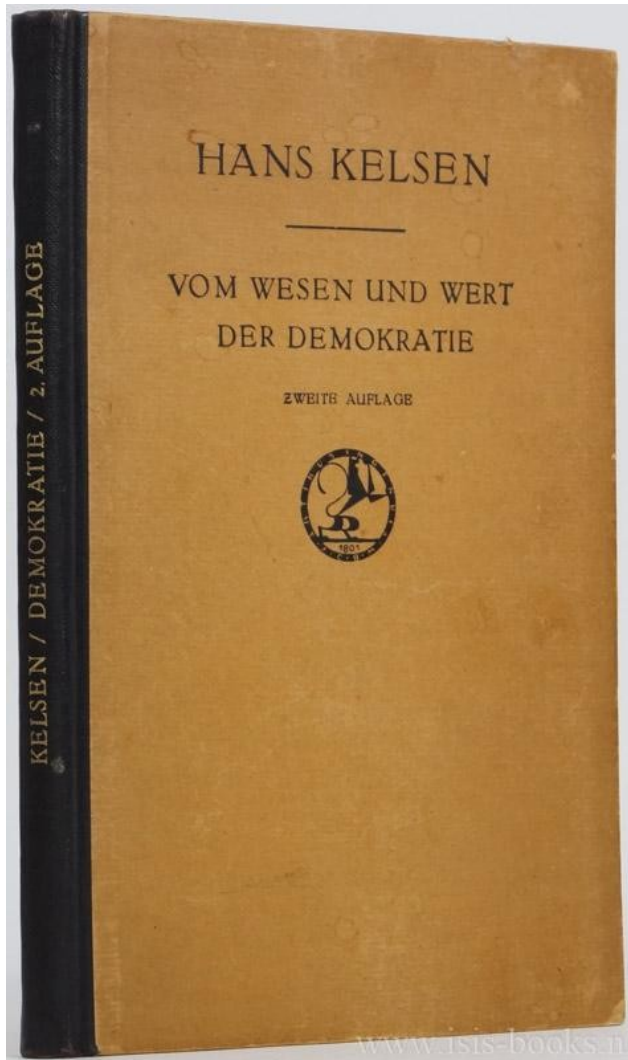 HANS KELSEN
VOM WESEN UND WERT
DER DEMOKRATIE
ZWEITE AUFLAGE
1801
KELSEN / DEMOKRATIE / 2. AUFLAGE
www.isis-books.n